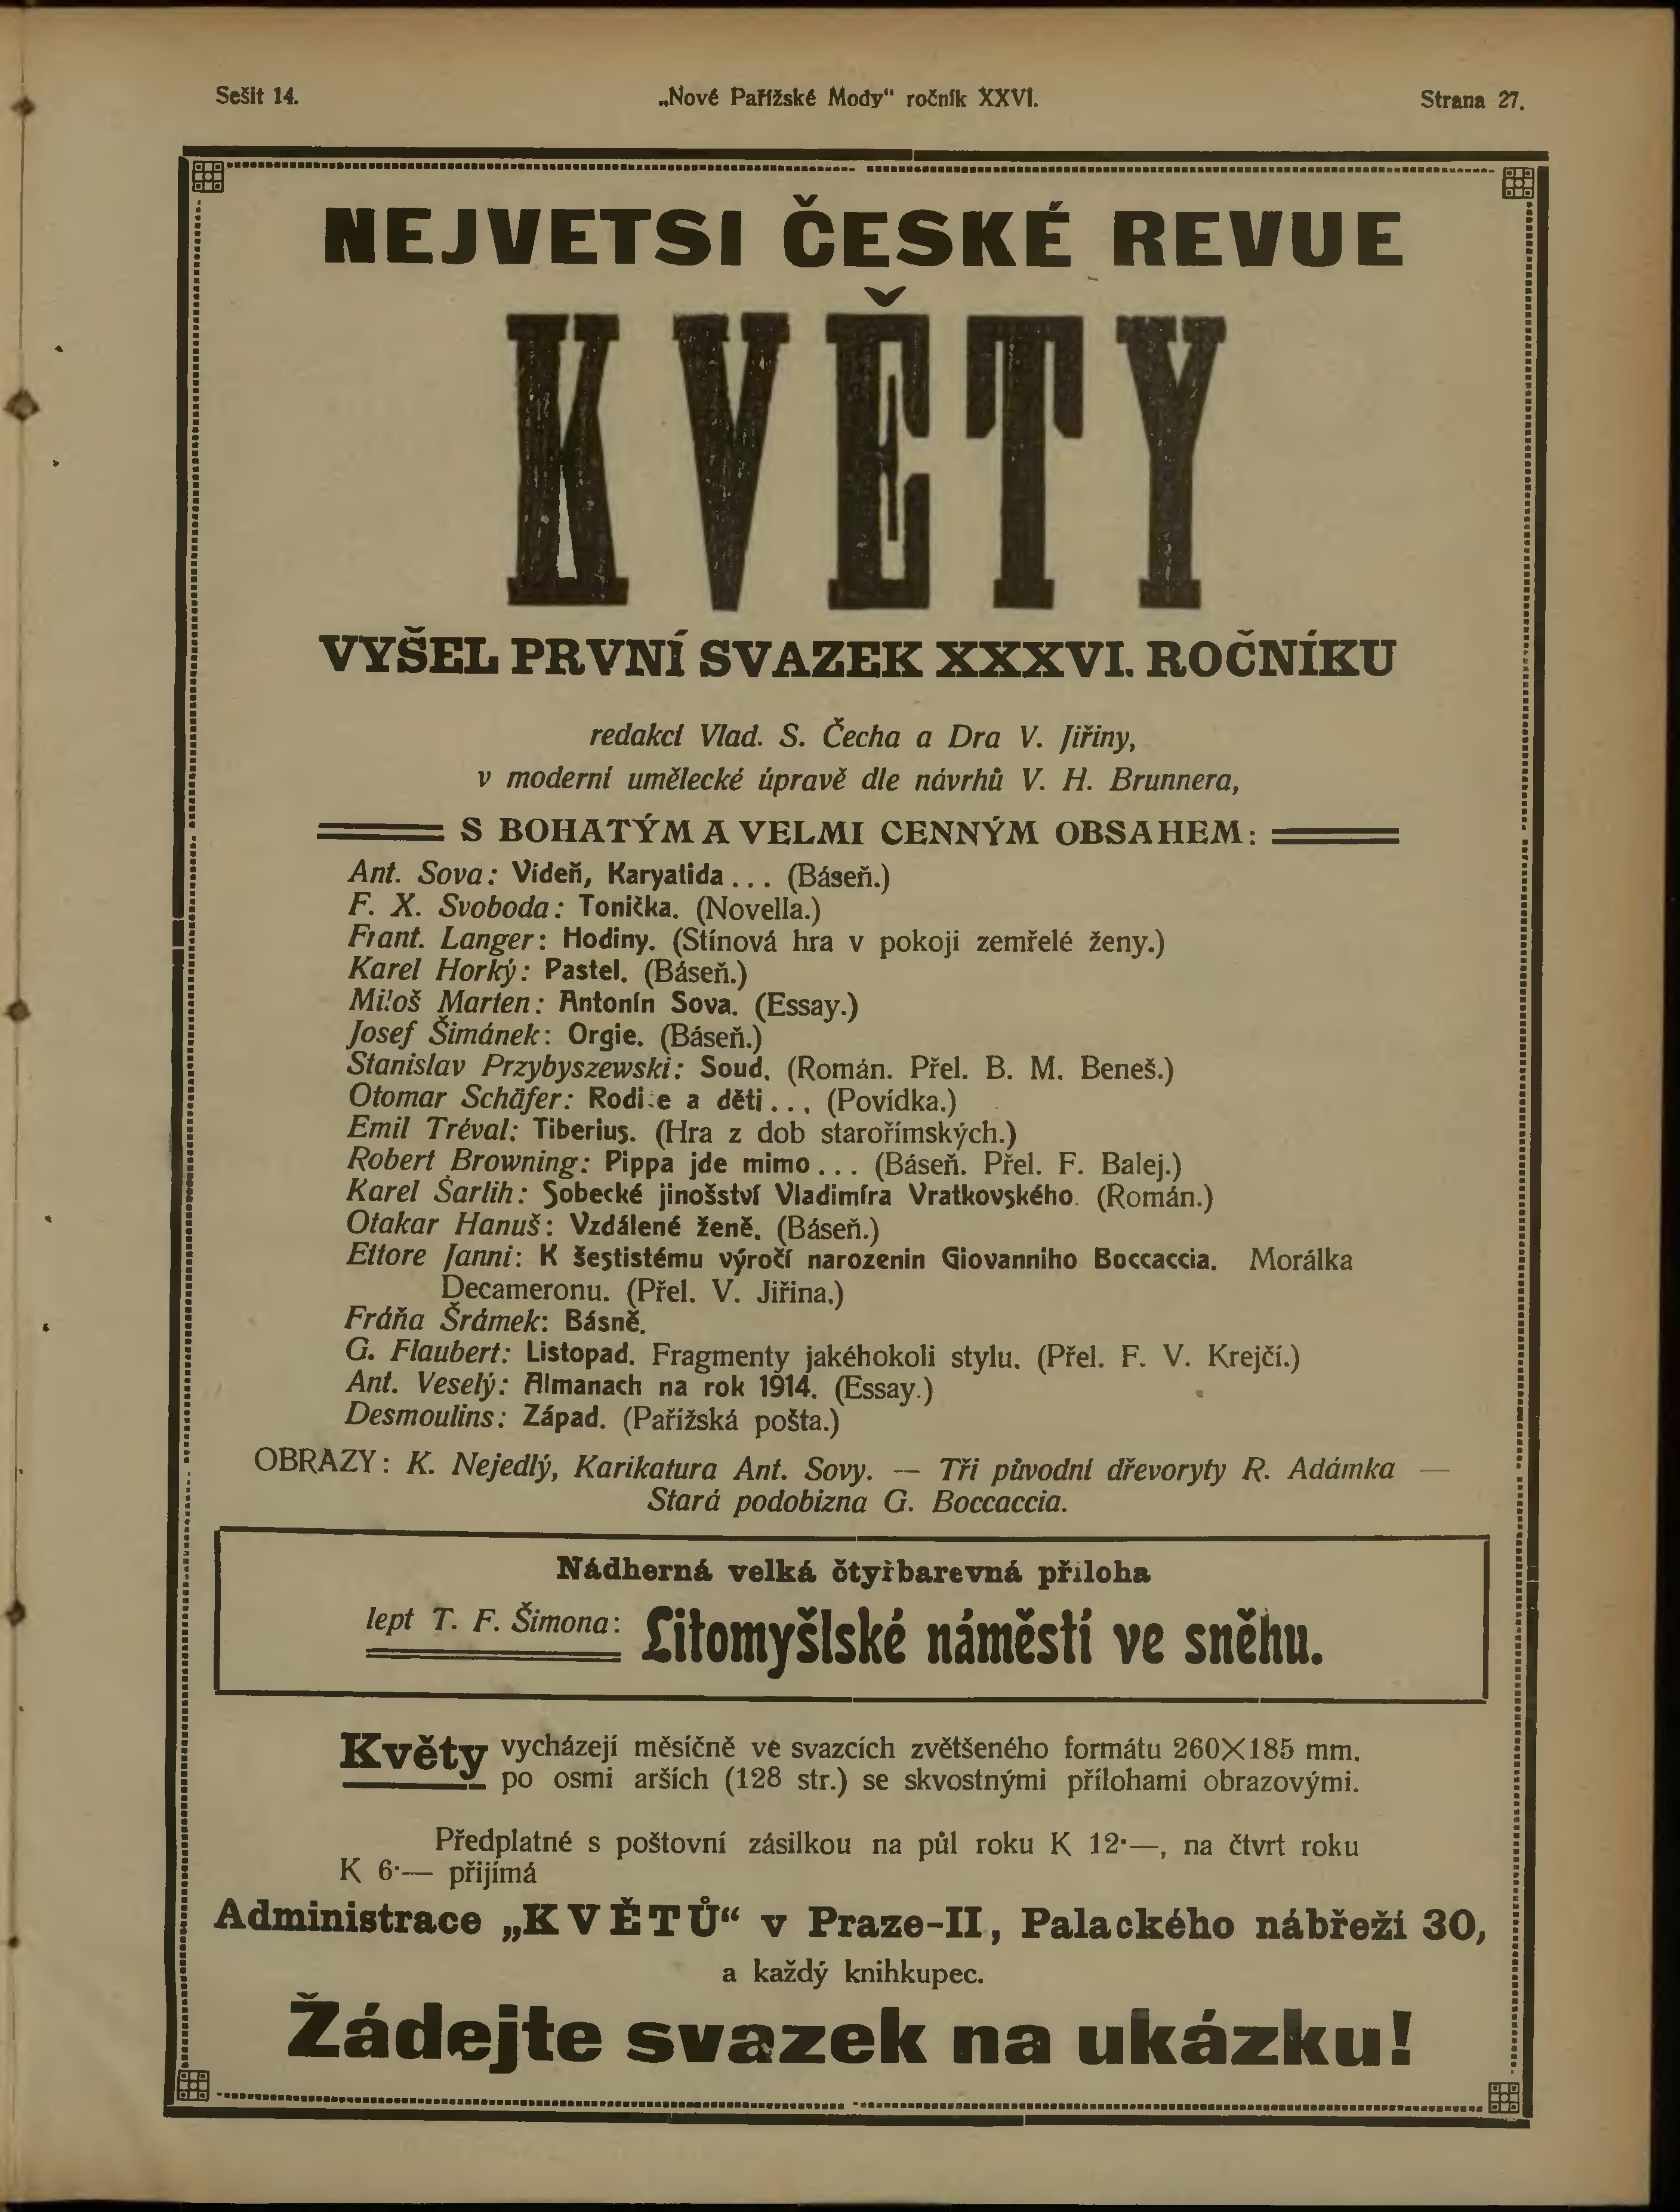 Sešit 14.
„Nové Pařížské Mody“ ročník XXVI.
Strana 27.
NEJVETSI ČESKÉ REVUE
KVĚTY
VYŠEL PRVNÍ SVAZEK XXXVI. ROČNÍKU
redakcí Vlad. S. Čecha a Dra V. Jiřiny,
v moderní umělecké úpravě dle návrhů V. H. Brunnera,
S BOHATÝM A VELMI CENNÝM OBSAHEM:
Ant. Sova: Vídeň, Karyatida... (Báseň.)
F. X. Svoboda: Tonička. (Novella.)
Frant. Langer: Hodiny. (Stínová hra v pokoji zemřelé ženy.)
Karel Horký: Pastel. (Báseň.)
Miloš Marten: Antonín Sova. (Essay.)
Josef Šimánek: Orgie. (Báseň.)
Stanislav Przybyszewski: Soud. (Román. Přel. B. M. Beneš.)
Otomar Schäfer: Rodiče a děti... (Povídka.)
Emil Tréval: Tiberius. (Hra z dob starořímských.)
Robert Browning: Pippa jde mimo... (Báseň. Přel. F. Balej.)
Karel Šarlih: Sobecké jinošství Vladimíra Vratkovského. (Román.)
Otakar Hanuš: Vzdálené ženě. (Báseň.)
Ettore Janni: K šestistému výročí narozenin Giovanniho Boccaccia. Morálka
Decameronu. (Přel. V. Jiřina.)
Fráňa Šrámek: Básně.
G. Flaubert: Listopad. Fragmenty jakéhokoli stylu. (Přel. F. V. Krejčí.)
Ant. Veselý: Almanach na rok 1914. (Essay.)
Desmoulins: Západ. (Pařížská pošta.)
OBRAZY: K. Nejedlý, Karikatura Ant. Sovy. — Tři původní dřevoryty R. Adámka —
Stará podobizna G. Boccaccia.
Nádherná velká čtyřbarevná příloha
lept T. F. Šimona: Litomyšlské náměstí ve sněhu.
Květy vycházejí měsíčně ve svazcích zvětšeného formátu 260X185 mm.
po osmi arších (128 str.) se skvostnými přílohami obrazovými.
Předplatné s poštovní zásilkou na půl roku K 12·—, na čtvrt roku
K 6·— přijímá
Administrace „KVĚTŮ“ v Praze-II, Palackého nábřeží 30,
a každý knihkupec.
Žádejte svazek na ukázku!